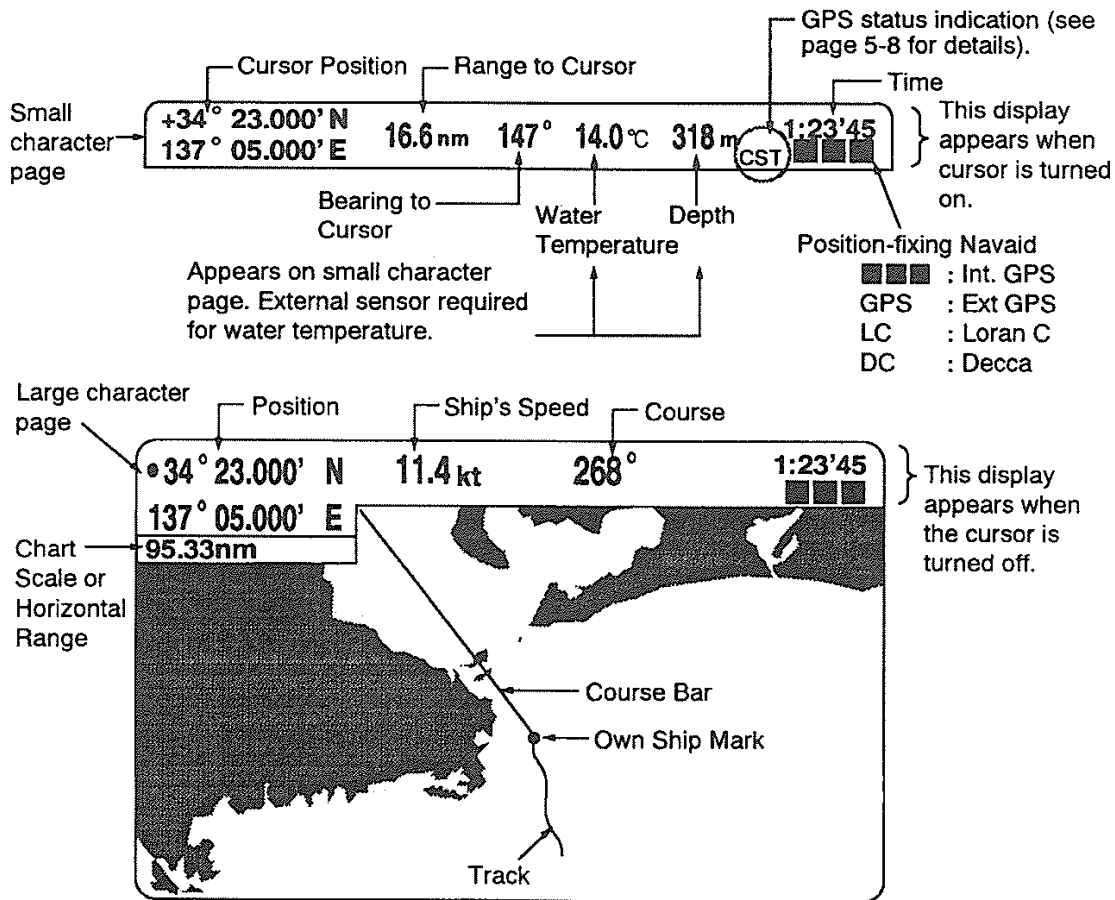 GPS status indication (see
page 5-8 for details).
Cursor Position
Range to Cursor
Time
Small
character
page
+34° 23.000' N
137° 05.000' E
16.6 nm
147°
14.0 °C
318 m
CST
1:23'45
This display
appears when
cursor is turned
on.
Bearing to
Cursor
Water
Temperature
Depth
Appears on small character
page. External sensor required
for water temperature.
Position-fixing Navaid
■■■ : Int. GPS
GPS : Ext GPS
LC : Loran C
DC : Decca
Large character
page
Position
Ship's Speed
Course
34° 23.000' N
137° 05.000' E
11.4 kt
268°
1:23'45
This display
appears when
the cursor is
turned off.
Chart
Scale or
Horizontal
Range
95.33nm
Course Bar
Own Ship Mark
Track